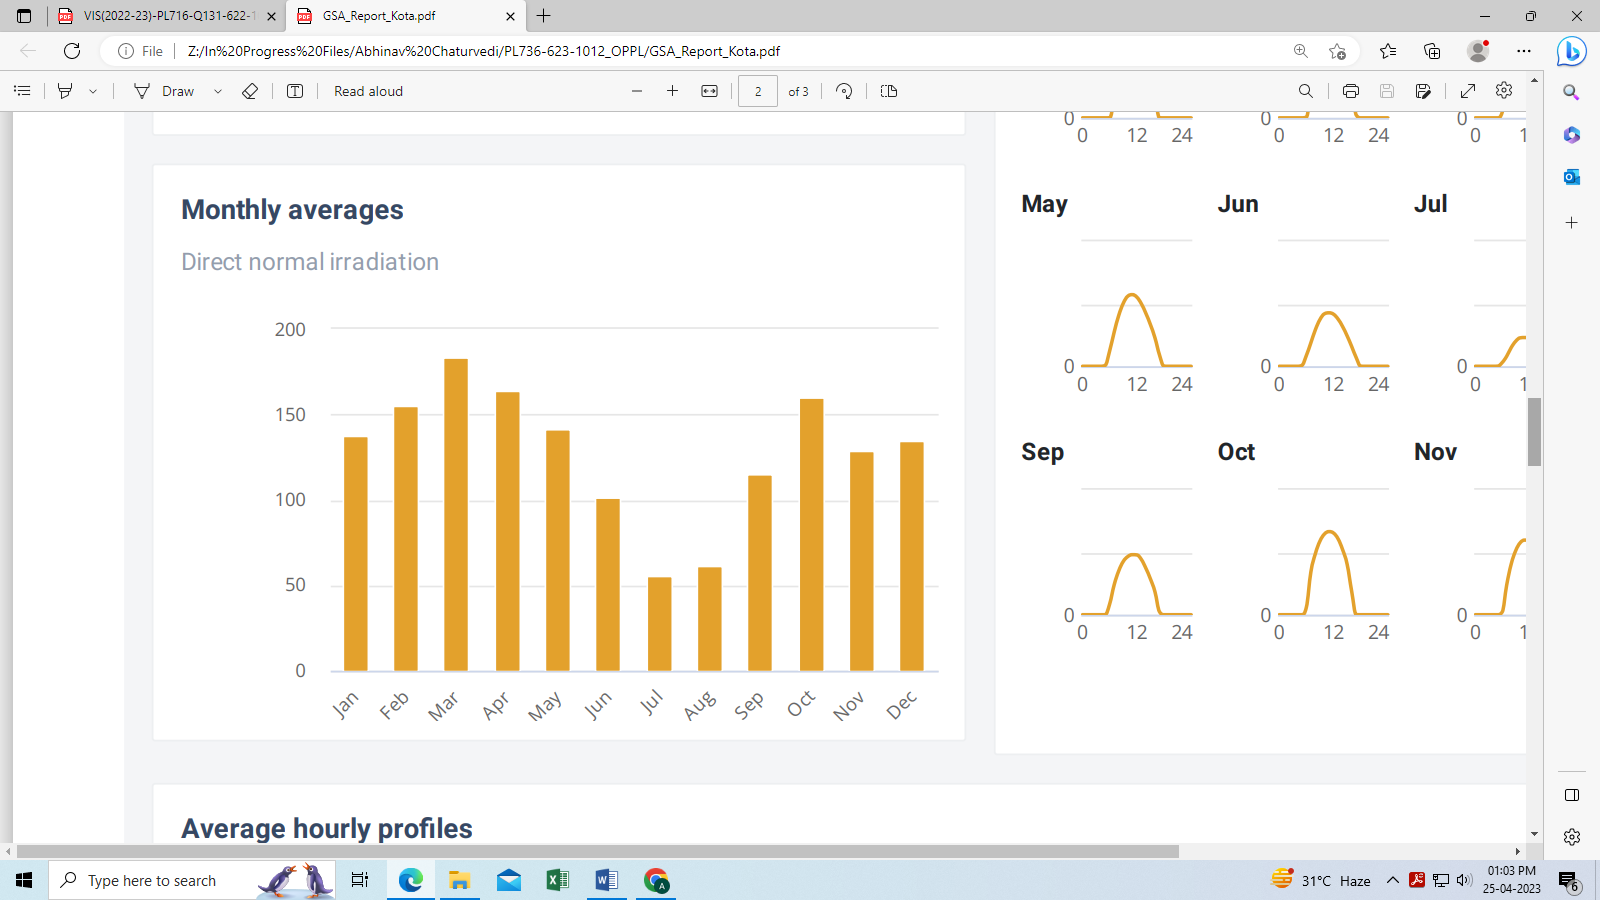 VIS(2022-23)-PL716-Q131-622-1
GSA_Report_Kota.pdf
File
Z:/In%20Progress%20Files/Abhinav%20Chaturvedi/PL736-623-1012_OPPL/GSA_Report_Kota.pdf
Draw
Read aloud
2
of 3
Monthly averages
Direct normal irradiation
200
150
100
50
0
Jan
Feb
Mar
Apr
May
Jun
Jul
Aug
Sep
Oct
Nov
Dec
0
0 12 24
0
0 12 24
0
0 1
May
0
0 12 24
Jun
0
0 12 24
Jul
0
0 1
Sep
0
0 12 24
Oct
0
0 12 24
Nov
0
0 1
Average hourly profiles
Type here to search
31°C Haze
01:03 PM
25-04-2023
6